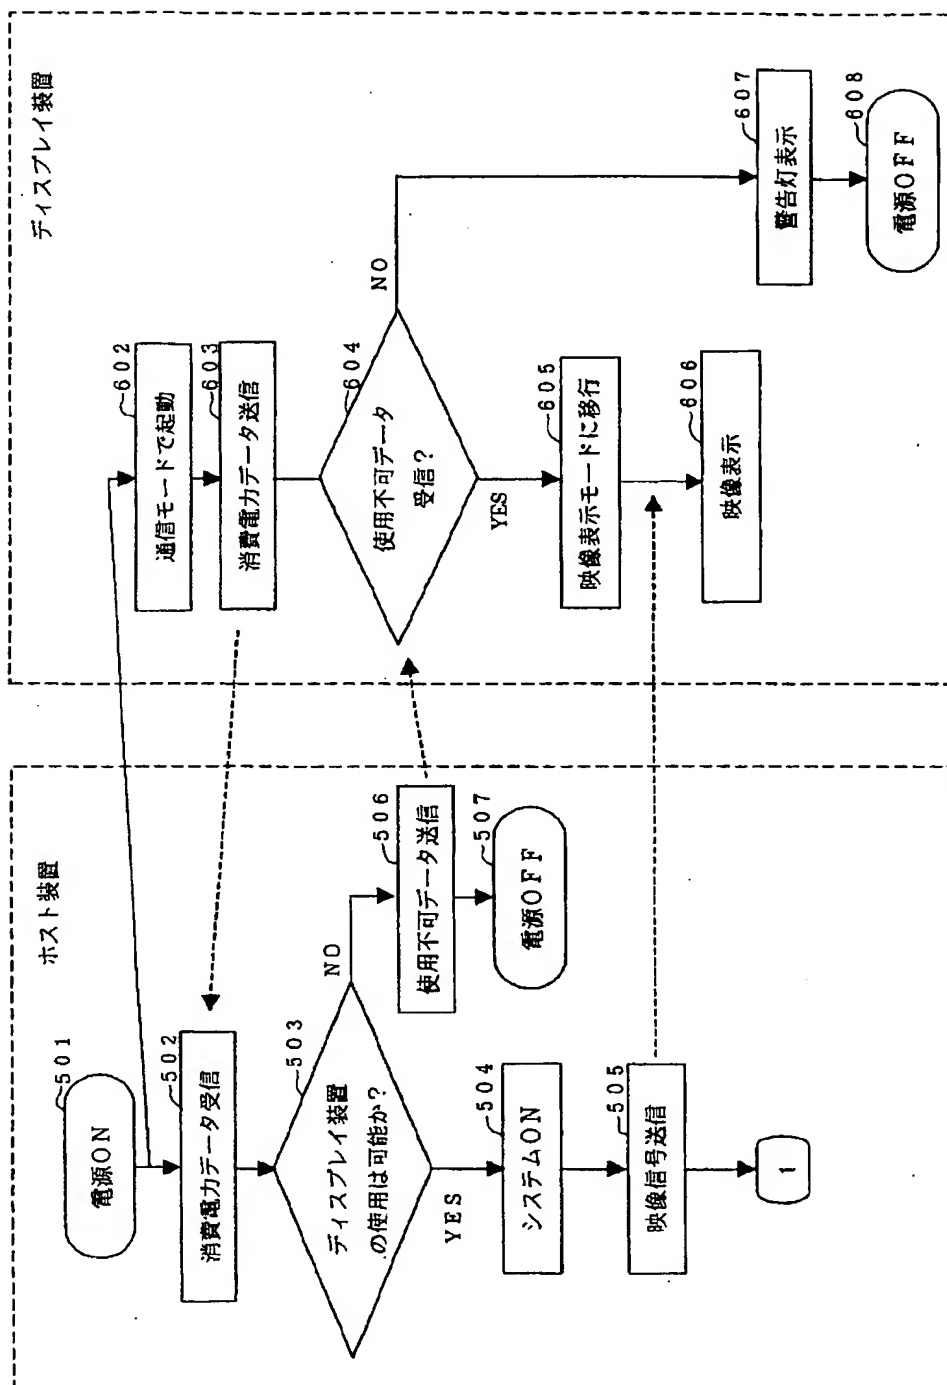 ホスト装置
電源ON
501
消費電力データ受信
502
ディスプレイ装置
の使用は可能か?
503
NO
YES
使用不可データ送信
506
電源OFF
507
システムON
504
映像信号送信
505
1
ディスプレイ装置
通信モードで起動
602
消費電力データ送信
603
使用不可データ
受信?
604
NO
YES
映像表示モードに移行
605
映像表示
606
警告灯表示
607
電源OFF
608